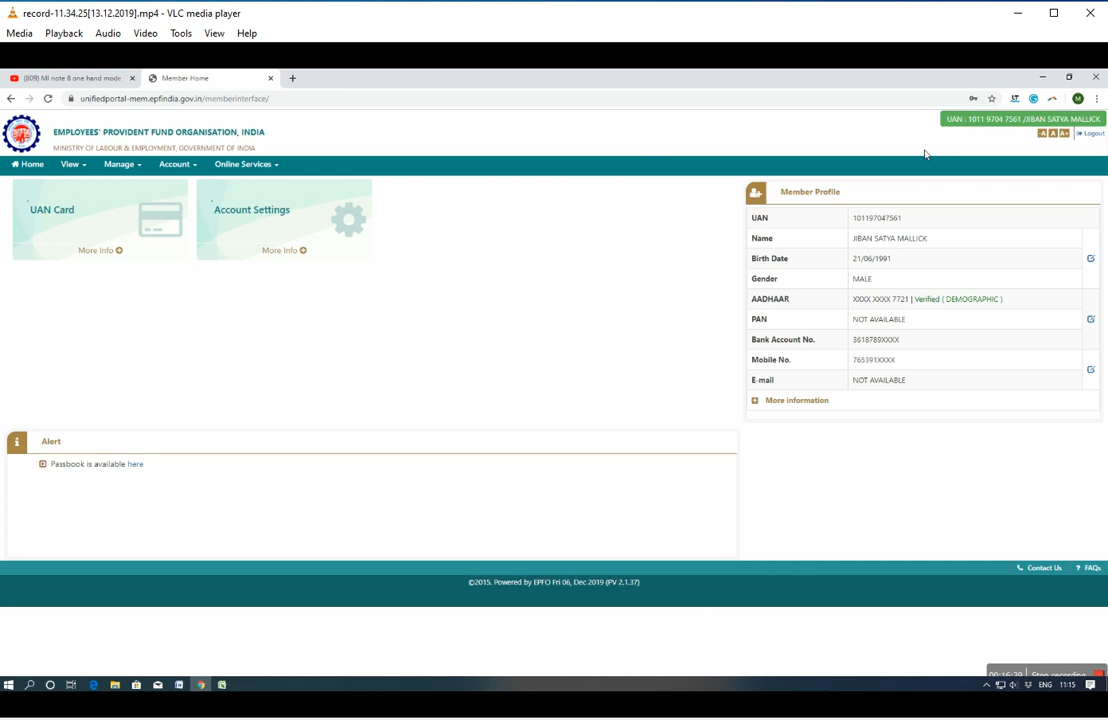 record-11.34.25[13.12.2019].mp4 - VLC media player
Media Playback Audio Video Tools View Help
(809) MI note 8 one hand mode
Member Home
unifiedportal-mem.epfindia.gov.in/memberinterface/
M
EMPLOYEES' PROVIDENT FUND ORGANISATION, INDIA
MINISTRY OF LABOUR & EMPLOYMENT, GOVERNMENT OF INDIA
UAN : 1011 9704 7561 /JIBAN SATYA MALLICK
-A A A+ Logout
Home View Manage Account Online Services
UAN Card
More Info
Account Settings
More Info
Member Profile
UAN 101197047561
Name JIBAN SATYA MALLICK
Birth Date 21/06/1991
Gender MALE
AADHAAR XXXX XXXX 7721 | Verified ( DEMOGRAPHIC )
PAN NOT AVAILABLE
Bank Account No. 3618789XXXX
Mobile No. 765391XXXX
E-mail NOT AVAILABLE
More information
Alert
Passbook is available here
Contact Us ? FAQs
©2015. Powered by EPFO Fri 06, Dec 2019 (PV 2.1.37)
00:16:29 Stop recording
ENG 11:15